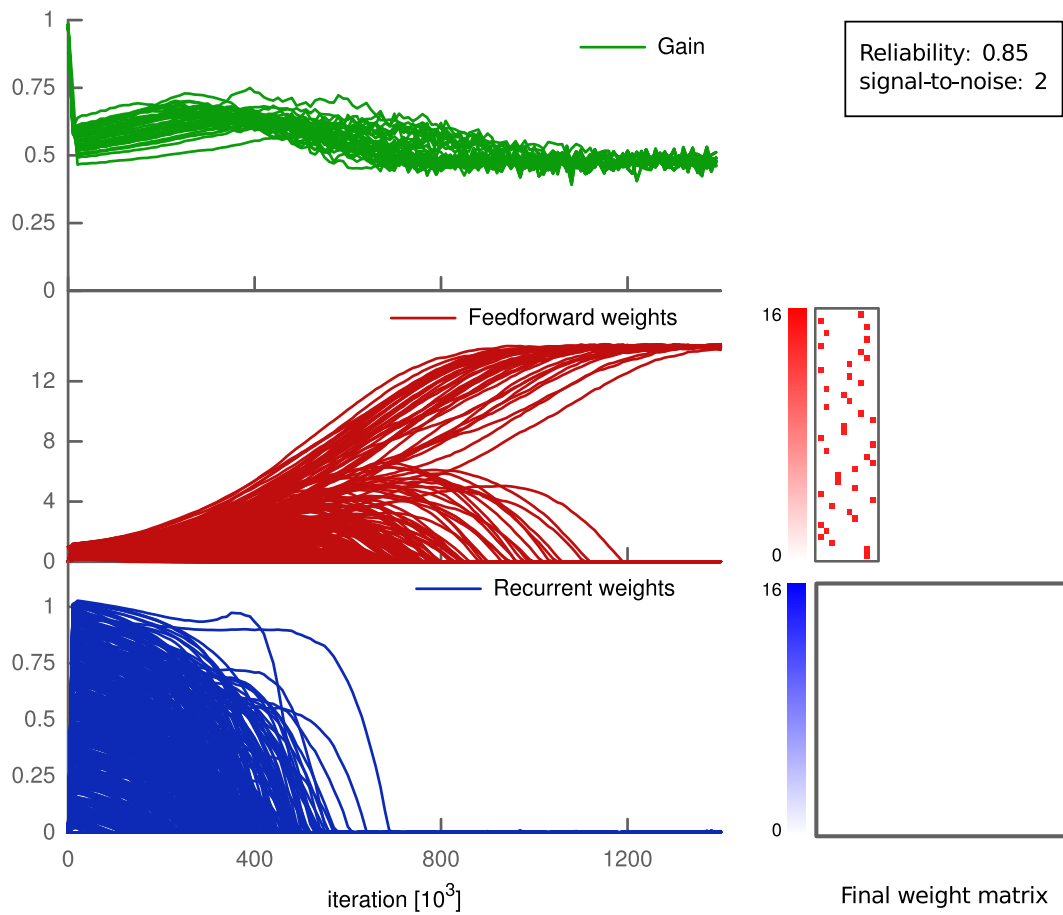 1
0.75
0.5
0.25
0
Gain
Reliability: 0.85
signal-to-noise: 2
12
8
4
0
Feedforward weights
16
0
1
0.75
0.5
0.25
0
Recurrent weights
16
0
0 400 800 1200
iteration [10³]
Final weight matrix